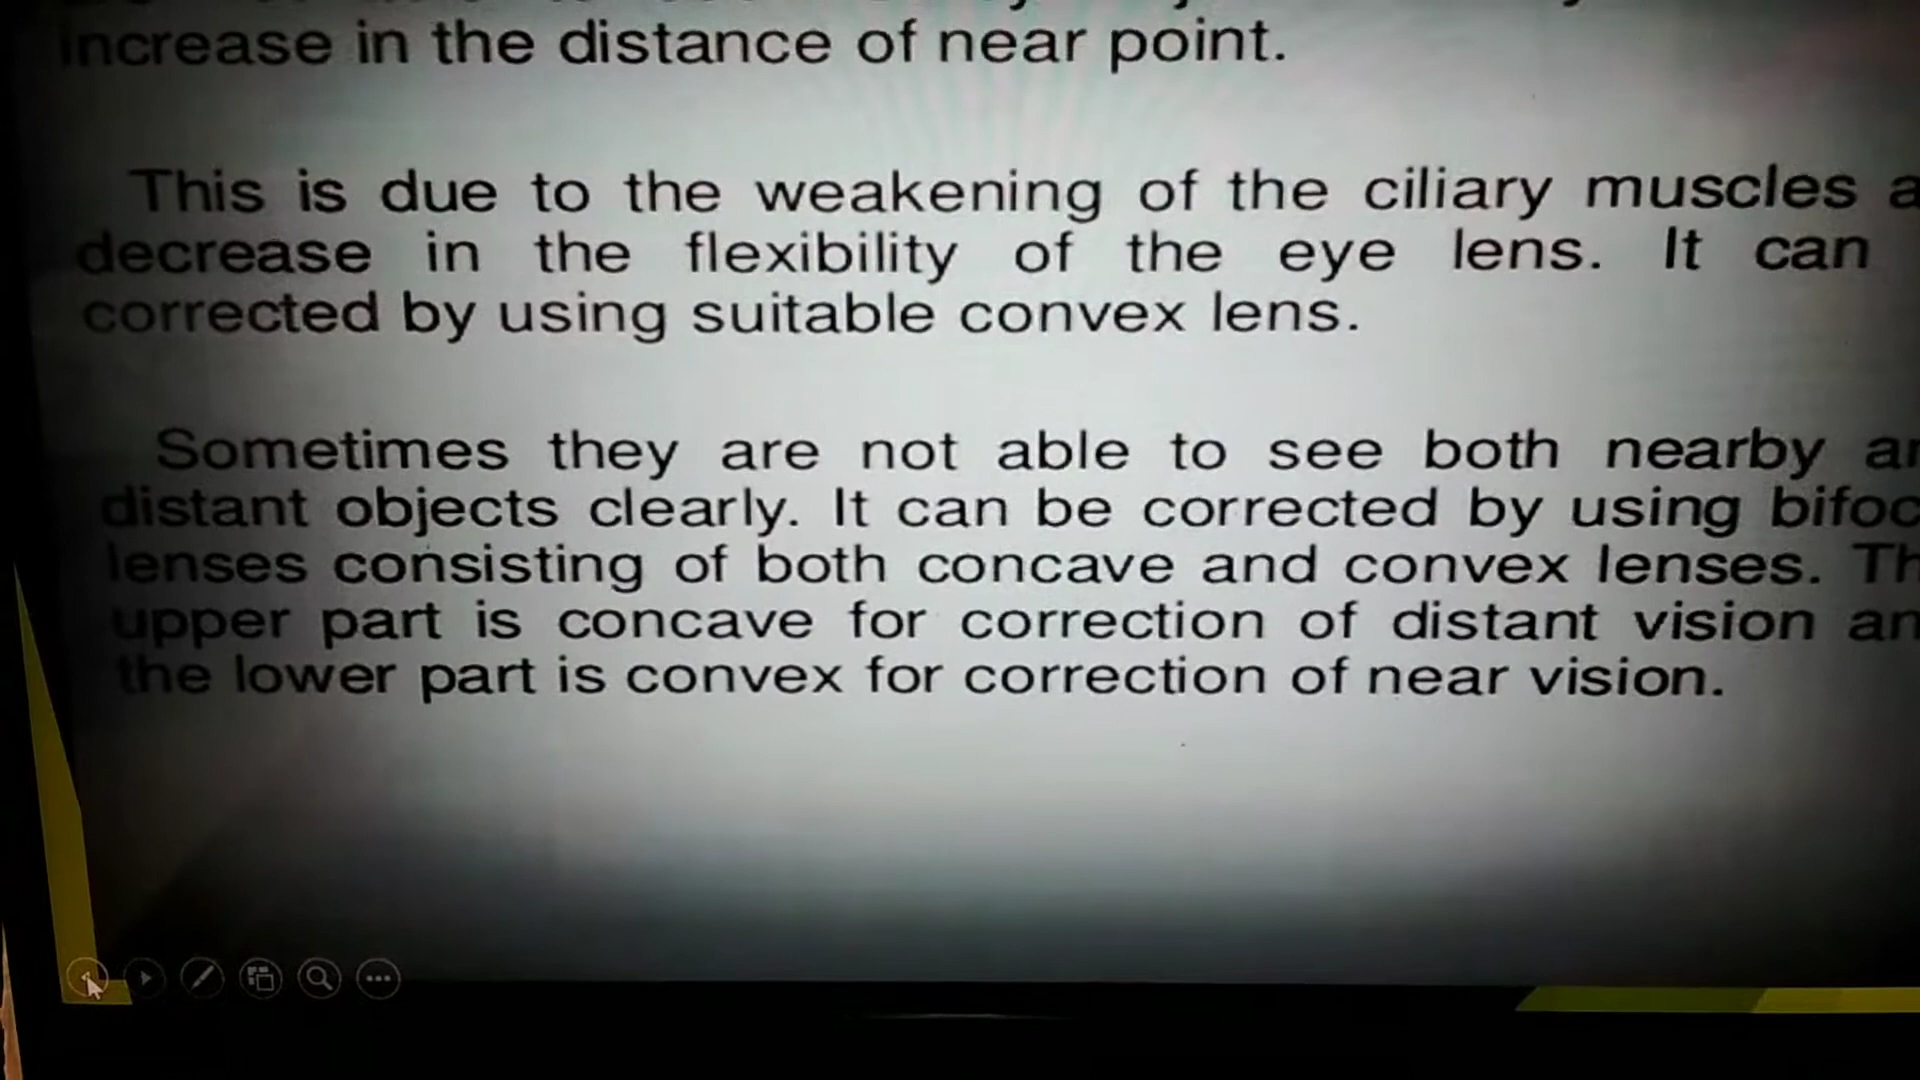 increase in the distance of near point.
This is due to the weakening of the ciliary muscles
decrease in the flexibility of the eye lens. It can
corrected by using suitable convex lens.
Sometimes they are not able to see both nearby
distant objects clearly. It can be corrected by using
lenses consisting of both concave and convex lenses.
upper part is concave for correction of distant vision
the lower part is convex for correction of near vision.